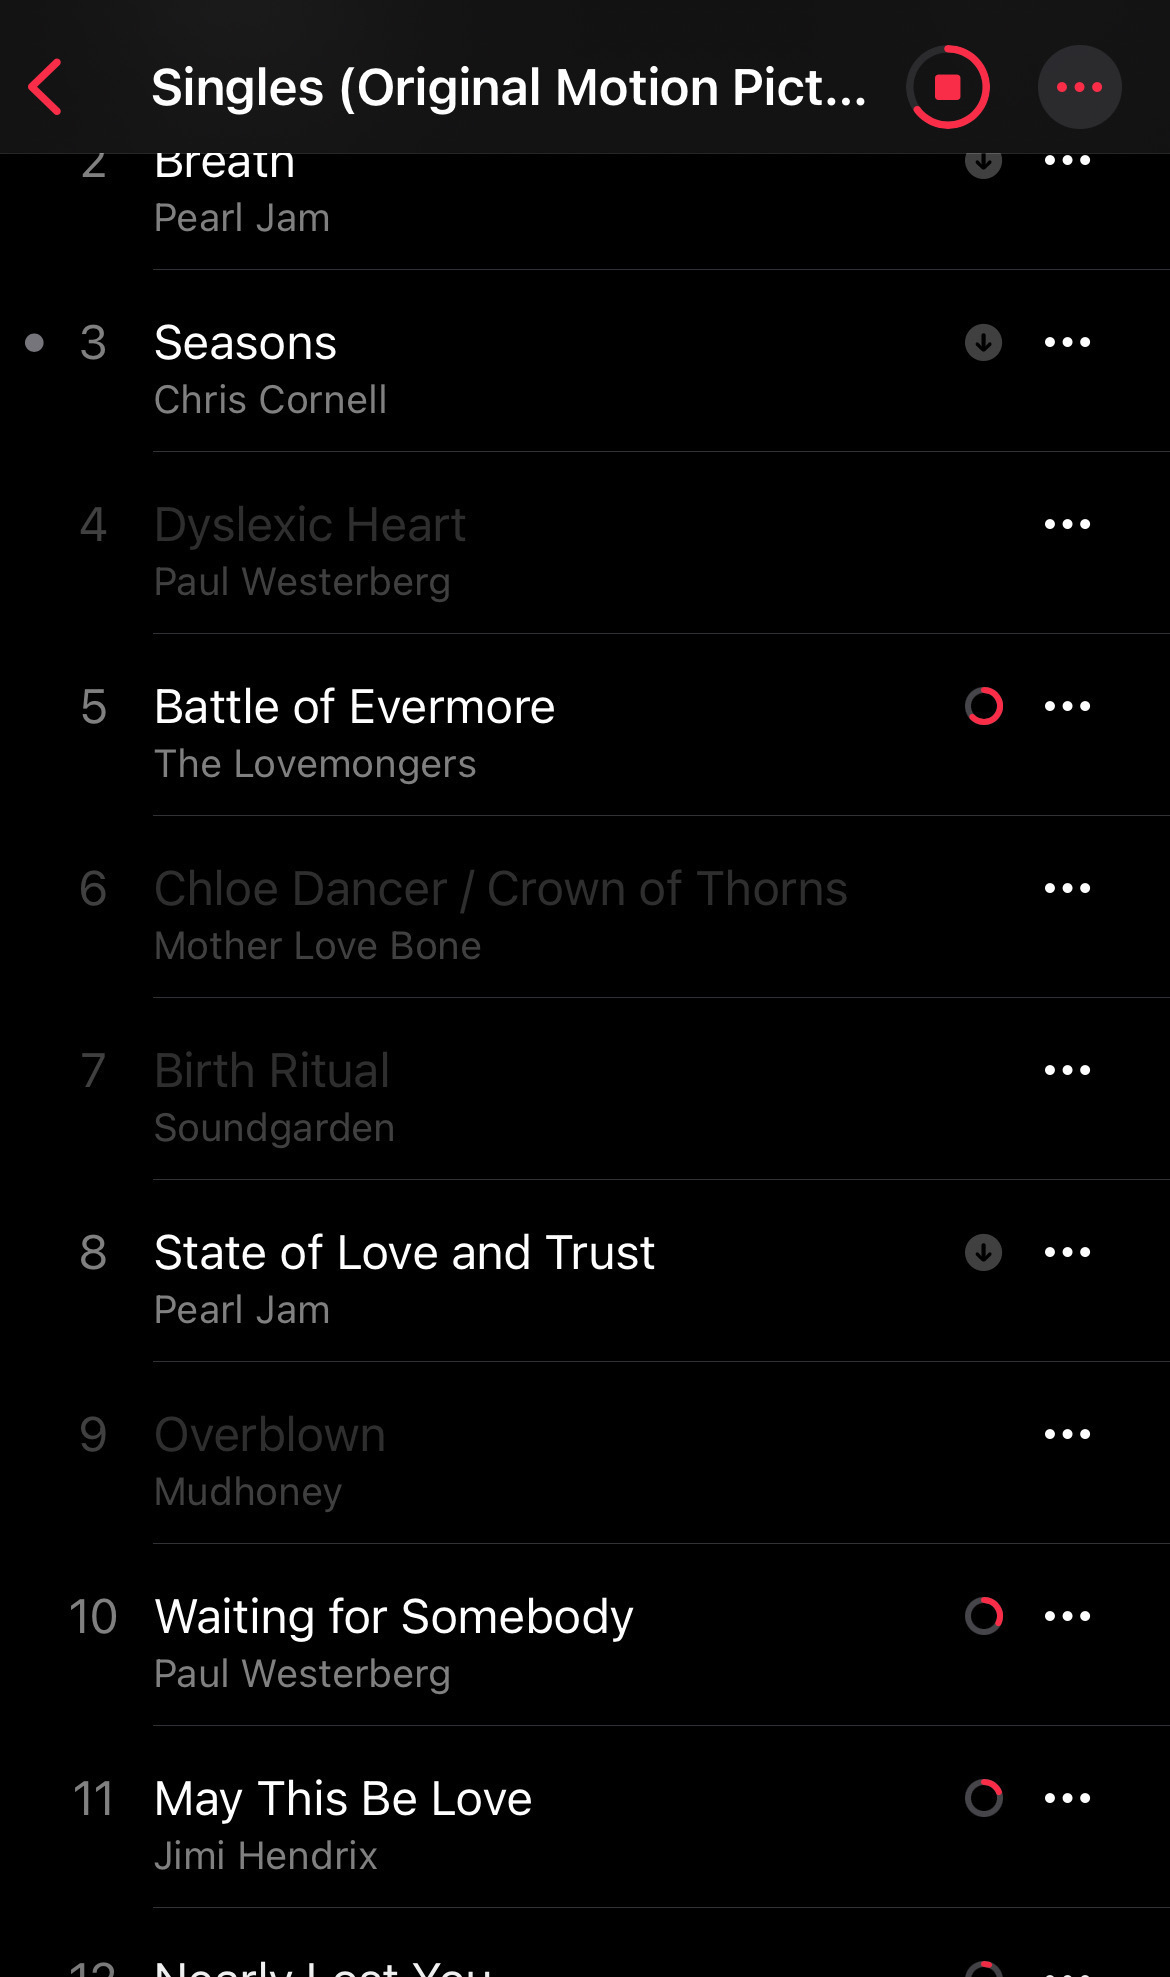 Singles (Original Motion Pict...
2 Breath
Pearl Jam
3 Seasons
Chris Cornell
4 Dyslexic Heart
Paul Westerberg
5 Battle of Evermore
The Lovemongers
6 Chloe Dancer / Crown of Thorns
Mother Love Bone
7 Birth Ritual
Soundgarden
8 State of Love and Trust
Pearl Jam
9 Overblown
Mudhoney
10 Waiting for Somebody
Paul Westerberg
11 May This Be Love
Jimi Hendrix
12 Nearly Lost You